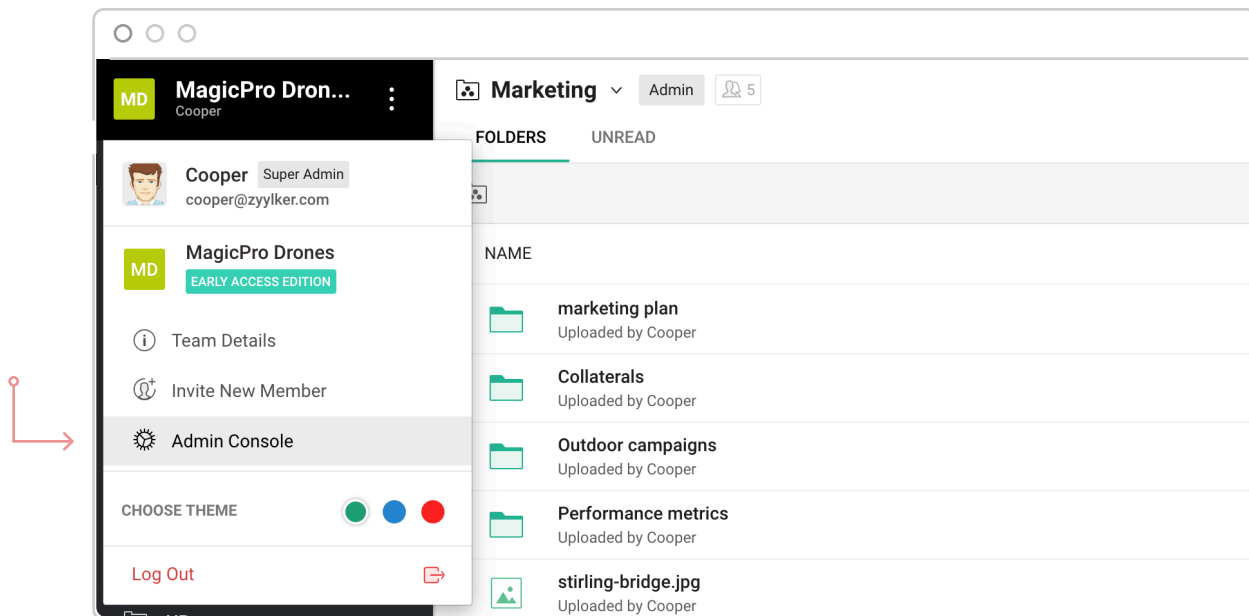 MD
MagicPro Dron...
Cooper
Marketing
Admin
5
FOLDERS
UNREAD
Cooper
Super Admin
cooper@zyylker.com
MD
MagicPro Drones
EARLY ACCESS EDITION
Team Details
Invite New Member
Admin Console
CHOOSE THEME
Log Out
NAME
marketing plan
Uploaded by Cooper
Collaterals
Uploaded by Cooper
Outdoor campaigns
Uploaded by Cooper
Performance metrics
Uploaded by Cooper
stirling-bridge.jpg
Uploaded by Cooper